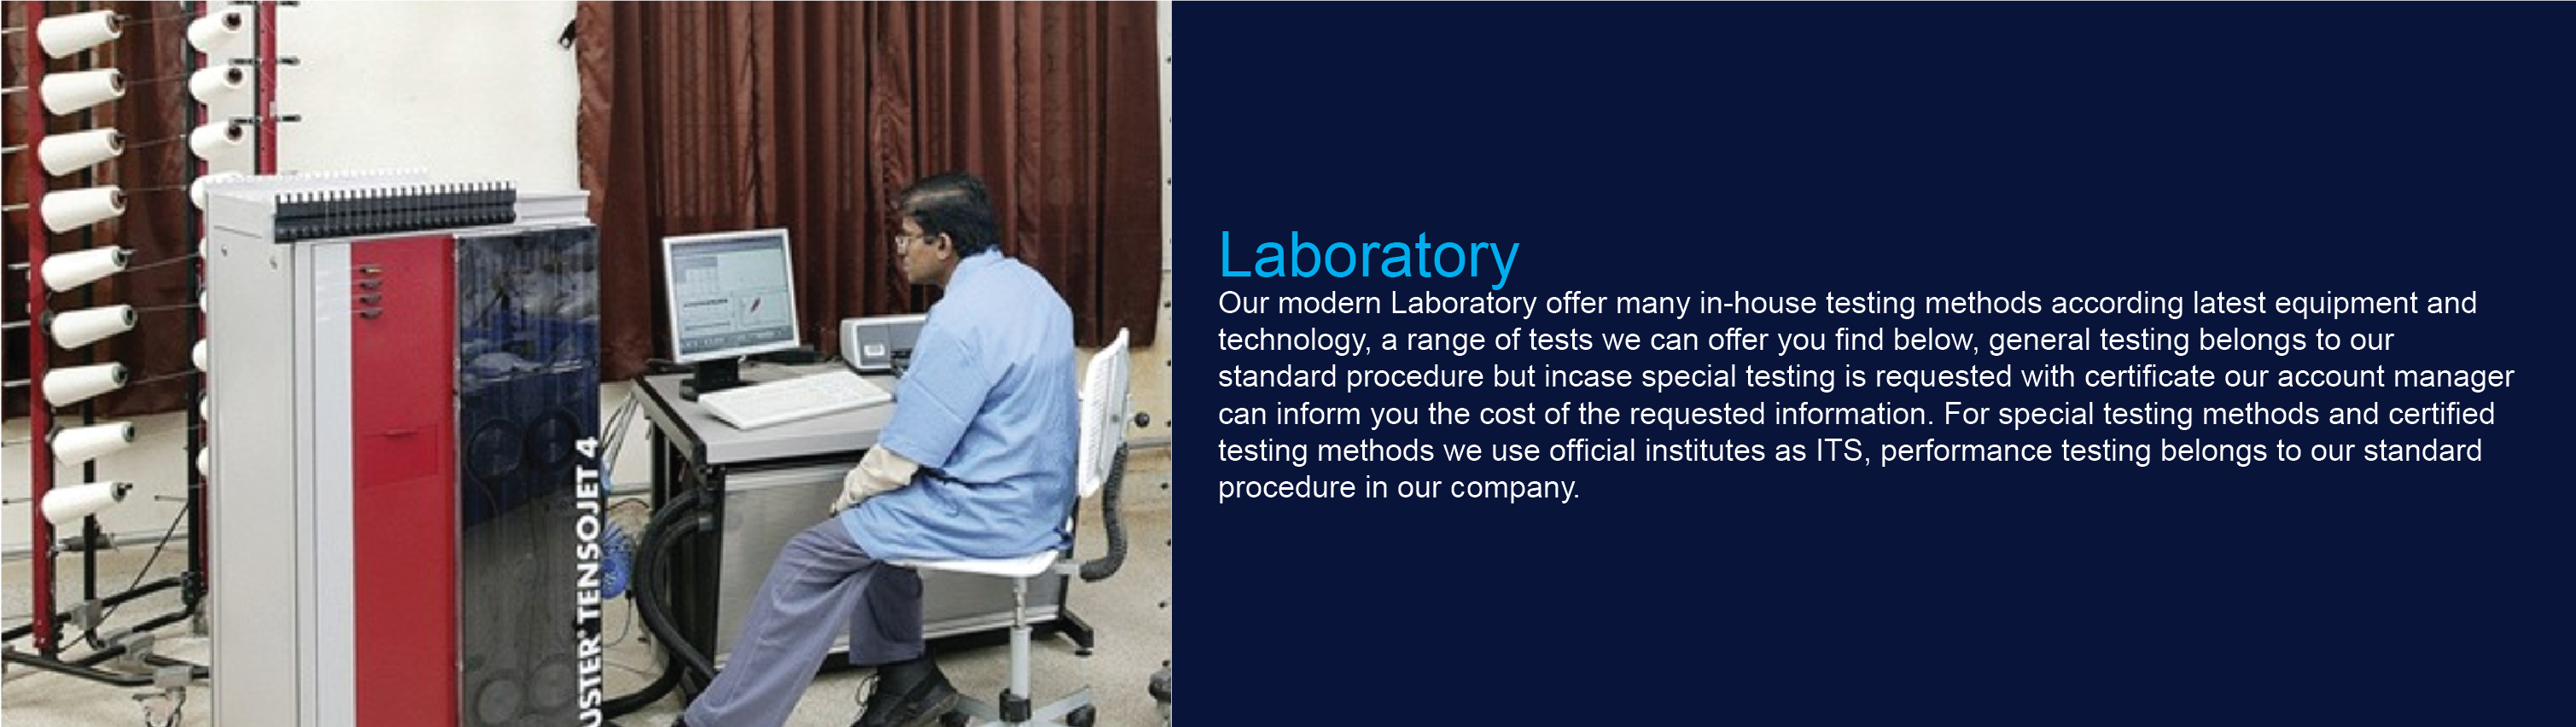 Laboratory
Our modern Laboratory offer many in-house testing methods according latest equipment and
technology, a range of tests we can offer you find below, general testing belongs to our
standard procedure but incase special testing is requested with certificate our account manager
can inform you the cost of the requested information. For special testing methods and certified
testing methods we use official institutes as ITS, performance testing belongs to our standard
procedure in our company.
USTER® TENSOJET 4